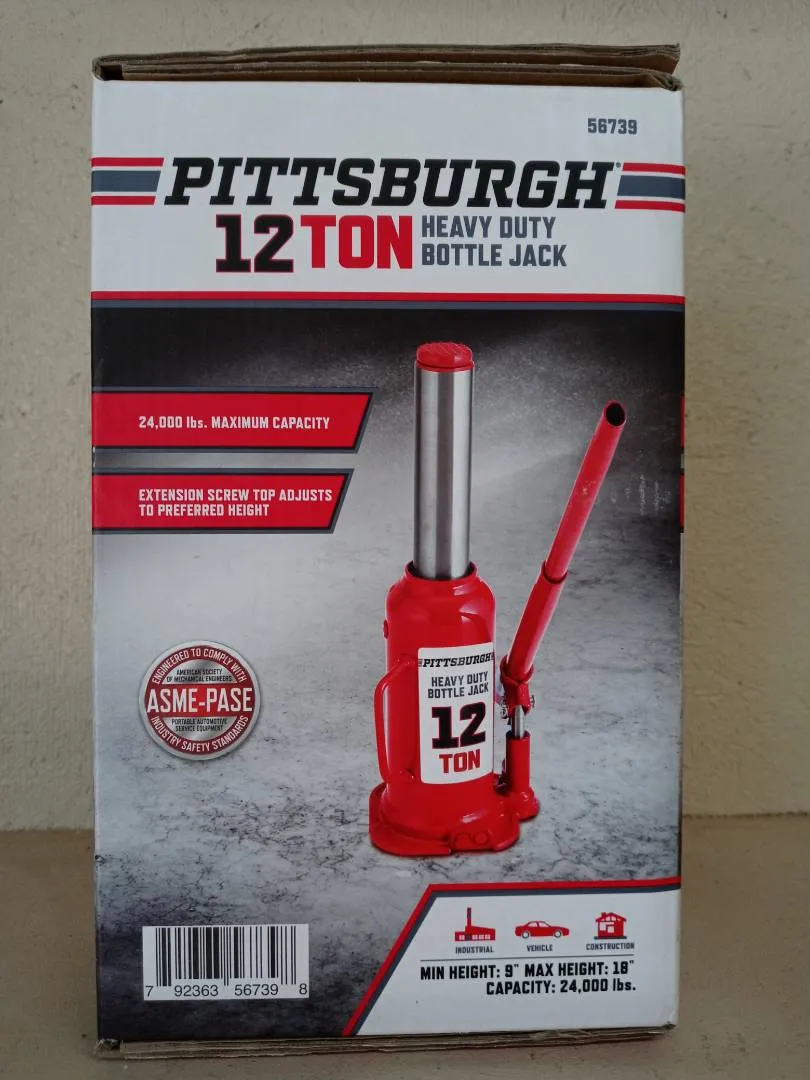 56739
PITTSBURGH®
12 TON HEAVY DUTY
BOTTLE JACK
24,000 lbs. MAXIMUM CAPACITY
EXTENSION SCREW TOP ADJUSTS
TO PREFERRED HEIGHT
PITTSBURGH
HEAVY DUTY
BOTTLE JACK
12
TON
ENGINEERED TO COMPLY WITH
AMERICAN SOCIETY
OF MECHANICAL ENGINEERS
ASME-PASE
PORTABLE AUTOMOTIVE
SERVICE EQUIPMENT
INDUSTRY SAFETY STANDARDS
INDUSTRIAL VEHICLE CONSTRUCTION
MIN HEIGHT: 9" MAX HEIGHT: 18"
CAPACITY: 24,000 lbs.
7 92363 56739 8